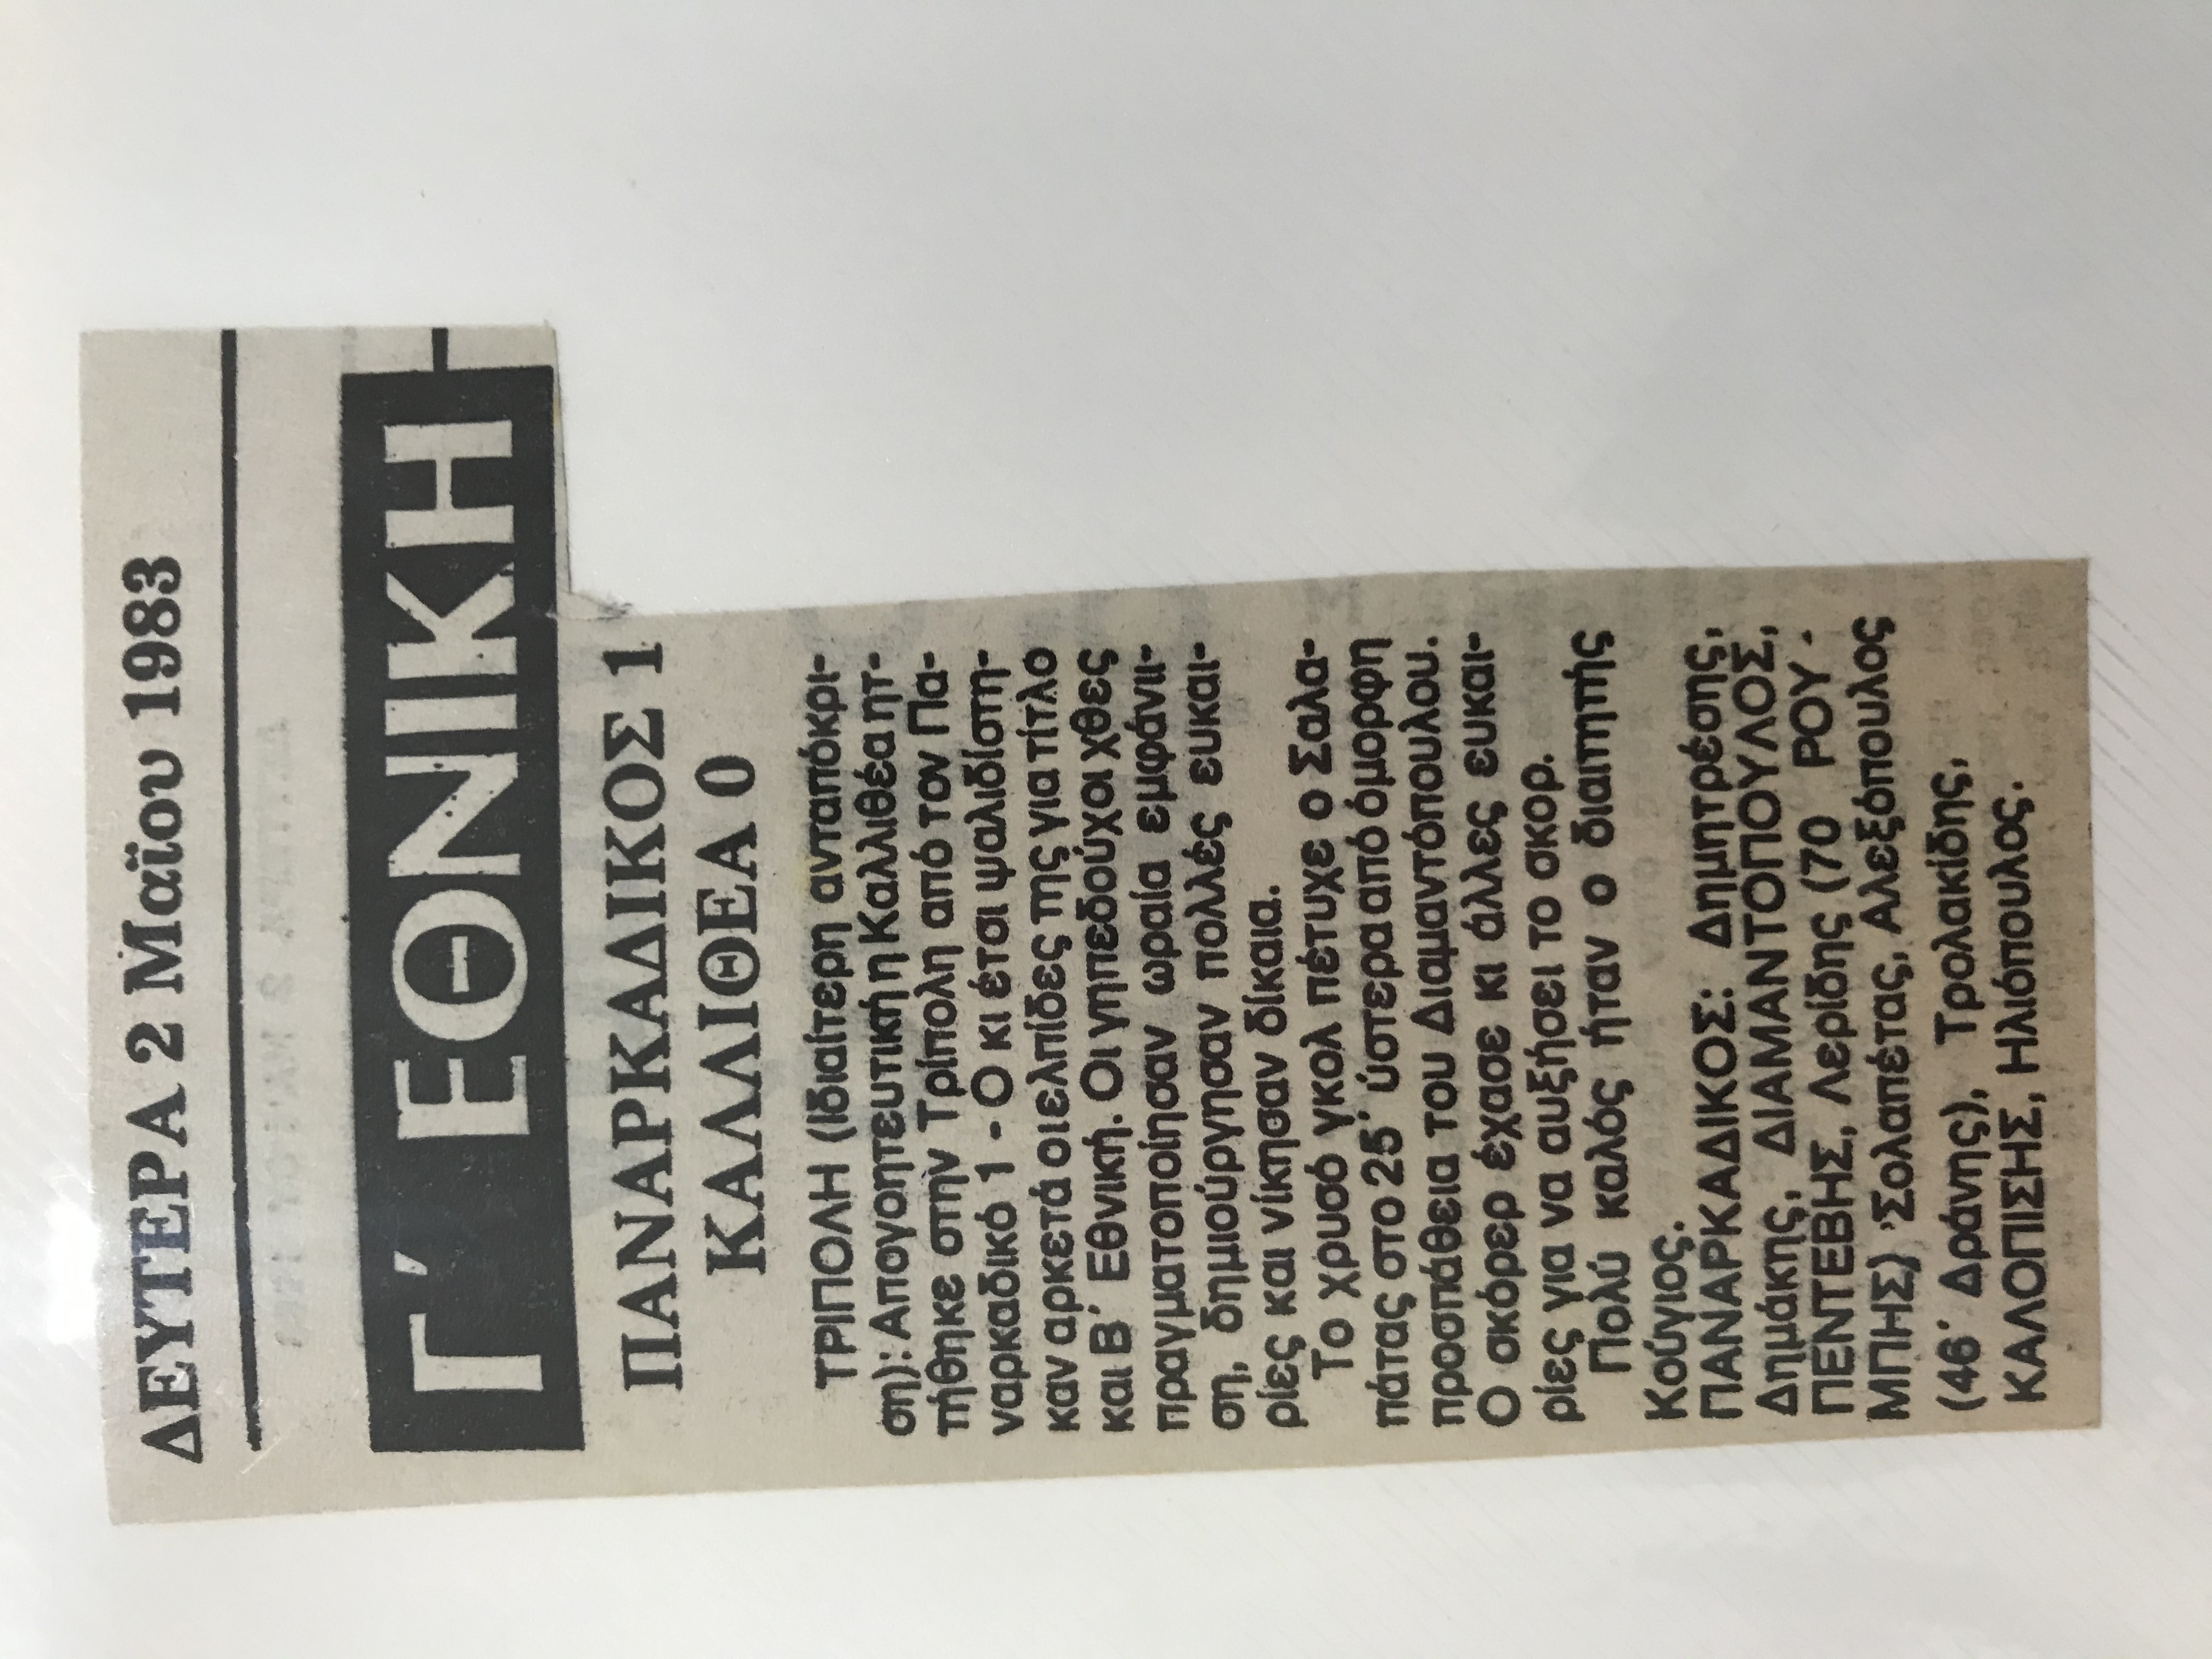 ΔΕΥΤΕΡΑ 2 Μαΐου 1983
Γ΄ ΕΘΝΙΚΗ
ΠΑΝΑΡΚΑΔΙΚΟΣ 1
ΚΑΛΛΙΘΕΑ 0
ΤΡΙΠΟΛΗ (Ιδιαίτερη ανταπόκρι-
ση): Απογοητευτική η Καλλιθέα ητ-
τήθηκε στην Τρίπολη από τον Πα-
ναρκαδικό 1 - Ο κι έτσι ψαλιδίστη-
καν αρκετά οι ελπίδες της για τίτλο
και Β΄ Εθνική. Οι γηπεδούχοι χθες
πραγματοποίησαν ωραία εμφάνι-
ση, δημιούργησαν πολλές ευκαι-
ρίες και νίκησαν δίκαια.
Το χρυσό γκολ πέτυχε ο Σαλα-
πάτας στο 25΄ ύστερα από όμορφη
προσπάθεια του Διαμαντόπουλου.
Ο σκόρερ έχασε κι άλλες ευκαι-
ρίες για να αυξήσει το σκορ.
Πολύ καλός ήταν ο διαιτητής
Κούγιος.
ΠΑΝΑΡΚΑΔΙΚΟΣ: Δημητρέσης,
Δημάκης, ΔΙΑΜΑΝΤΟΠΟΥΛΟΣ,
ΠΕΝΤΕΒΗΣ, Λερίδης (70 ΡΟΥ-
ΜΠΗΣ) Σολαπέτας, Αλεξόπουλος
(46΄ Δράνης), Τρολακίδης,
ΚΑΛΟΠΙΣΗΣ, Ηλιόπουλος.